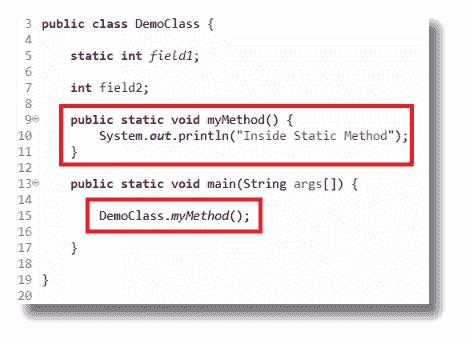 3 public class DemoClass {
4
5     static int field1;
6
7     int field2;
8
9     public static void myMethod() {
10         System.out.println("Inside Static Method");
11     }
12
13     public static void main(String args[]) {
14
15         DemoClass.myMethod();
16
17     }
18
19 }
20